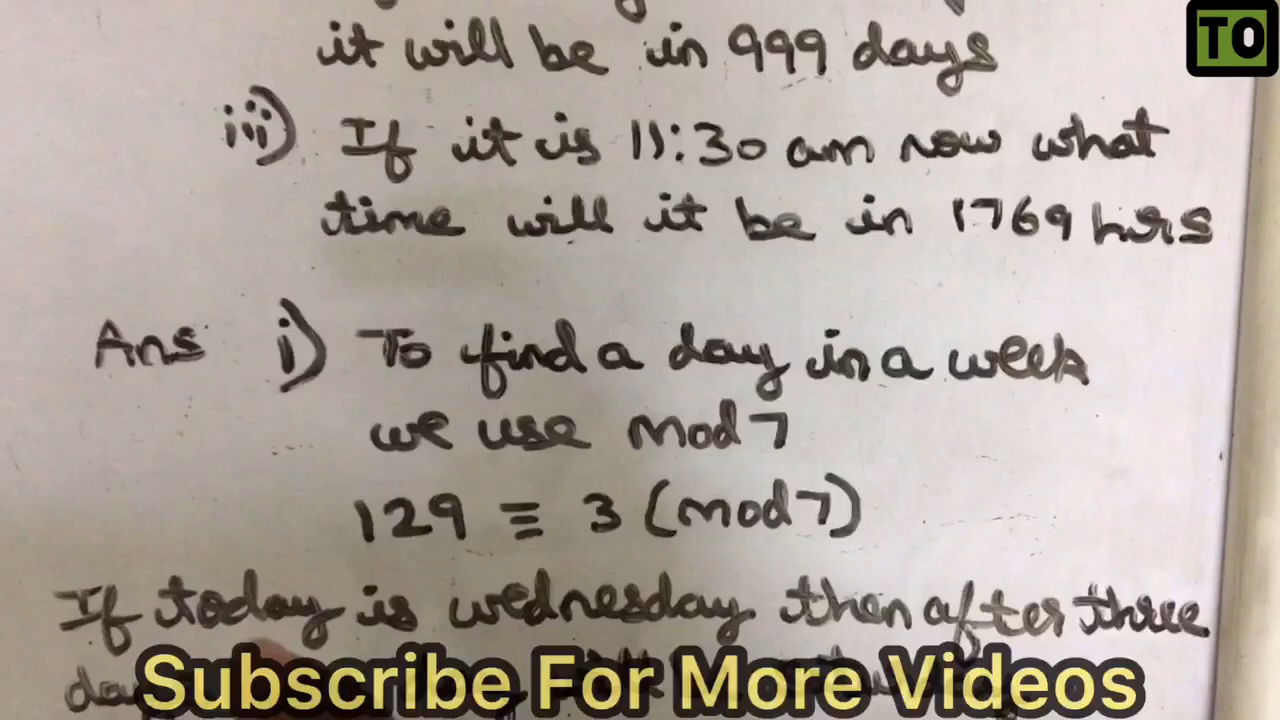 TO
it will be in 999 days
iii) If it is 11:30 am now what
time will it be in 1769 hrs
Ans i) To find a day in a week
we use mod 7
129 ≡ 3 (mod 7)
If today is wednesday then after three
Subscribe For More Videos